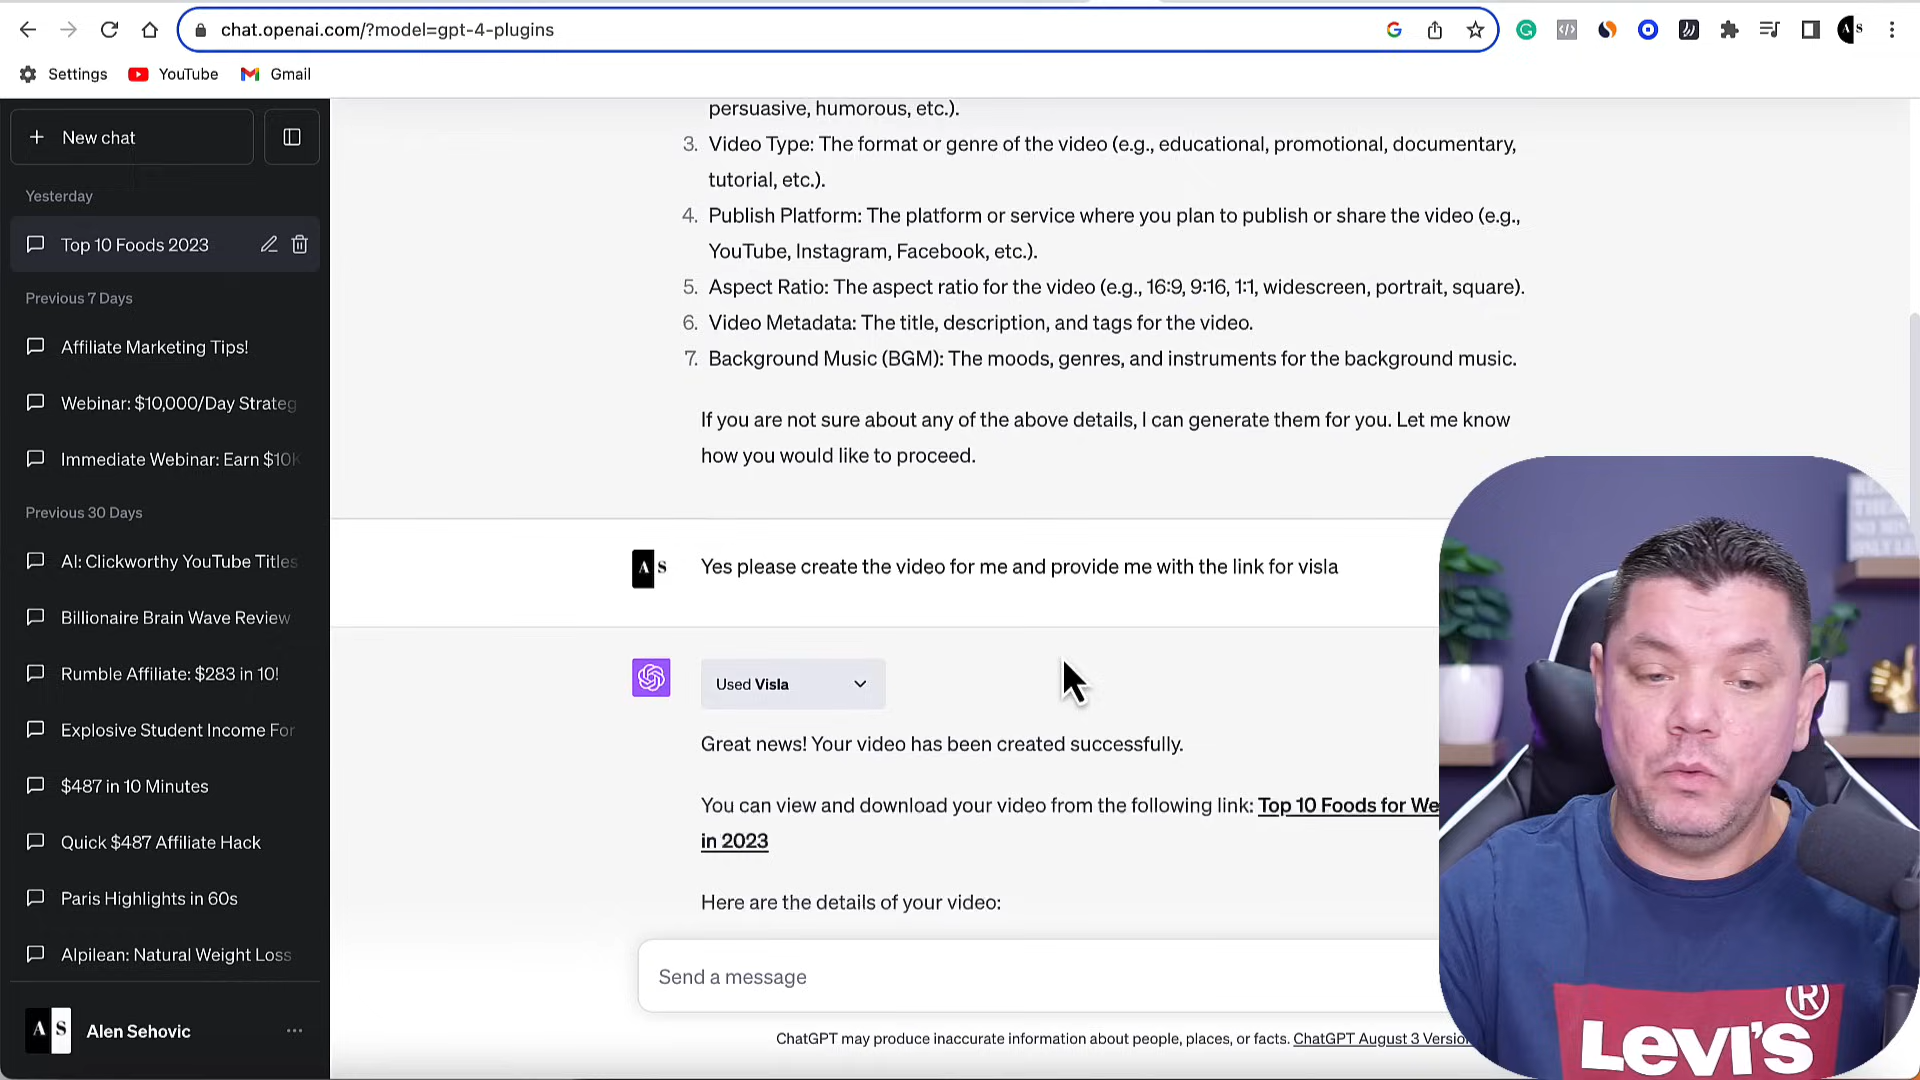 chat.openai.com/?model=gpt-4-plugins
A S
Settings
YouTube
Gmail
New chat
Yesterday
Top 10 Foods 2023
Previous 7 Days
Affiliate Marketing Tips!
Webinar: $10,000/Day Strateg
Immediate Webinar: Earn $10K
Previous 30 Days
AI: Clickworthy YouTube Titles
Billionaire Brain Wave Review
Rumble Affiliate: $283 in 10!
Explosive Student Income For
$487 in 10 Minutes
Quick $487 Affiliate Hack
Paris Highlights in 60s
Alpilean: Natural Weight Loss
A S
Alen Sehovic
persuasive, humorous, etc.).
3. Video Type: The format or genre of the video (e.g., educational, promotional, documentary,
tutorial, etc.).
4. Publish Platform: The platform or service where you plan to publish or share the video (e.g.,
YouTube, Instagram, Facebook, etc.).
5. Aspect Ratio: The aspect ratio for the video (e.g., 16:9, 9:16, 1:1, widescreen, portrait, square).
6. Video Metadata: The title, description, and tags for the video.
7. Background Music (BGM): The moods, genres, and instruments for the background music.
If you are not sure about any of the above details, I can generate them for you. Let me know
how you would like to proceed.
A S
Yes please create the video for me and provide me with the link for visla
Used Visla
Great news! Your video has been created successfully.
You can view and download your video from the following link: Top 10 Foods for We
in 2023
Here are the details of your video:
Send a message
ChatGPT may produce inaccurate information about people, places, or facts. ChatGPT August 3 Version
Levi's
®